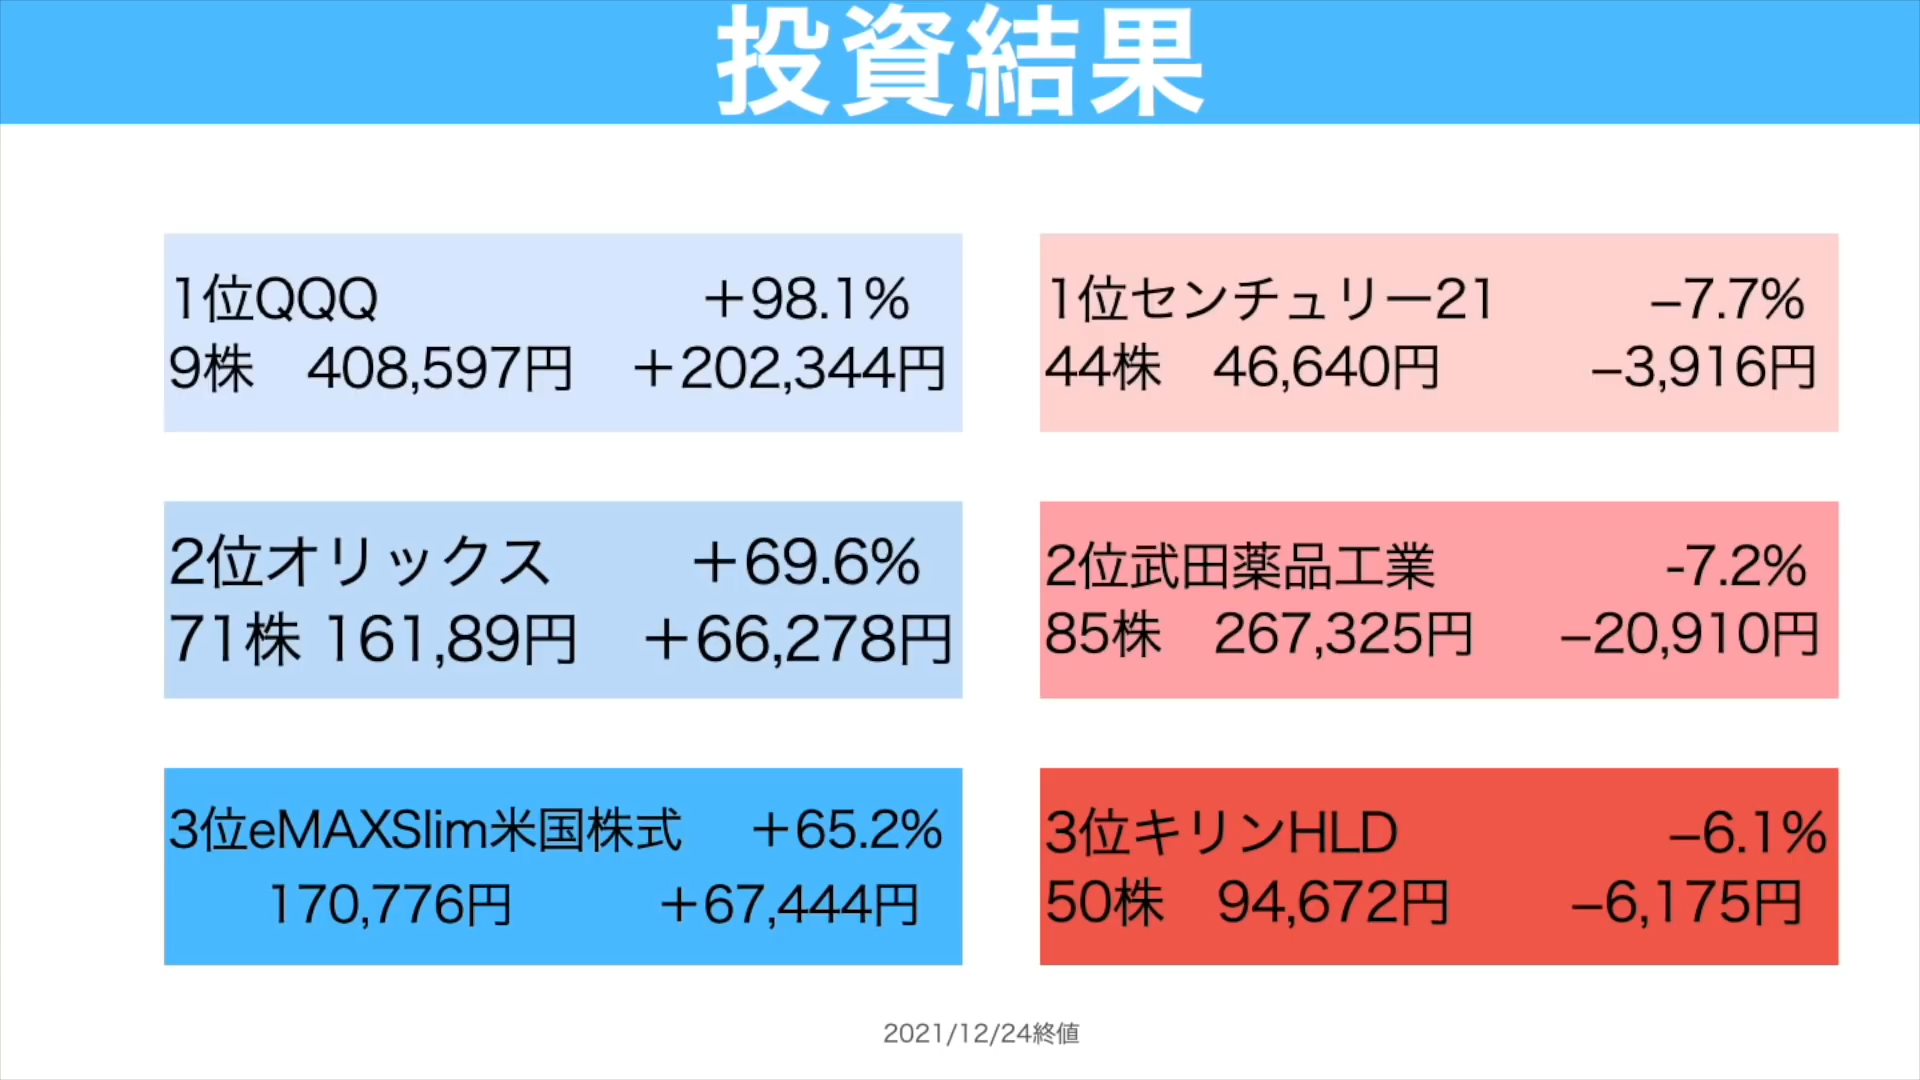 投資結果
1位QQQ +98.1%
9株 408,597円 +202,344円
2位オリックス +69.6%
71株 161,89円 +66,278円
3位eMAXSlim米国株式 +65.2%
170,776円 +67,444円
1位センチュリー21 –7.7%
44株 46,640円 –3,916円
2位武田薬品工業 -7.2%
85株 267,325円 –20,910円
3位キリンHLD –6.1%
50株 94,672円 –6,175円
2021/12/24終値